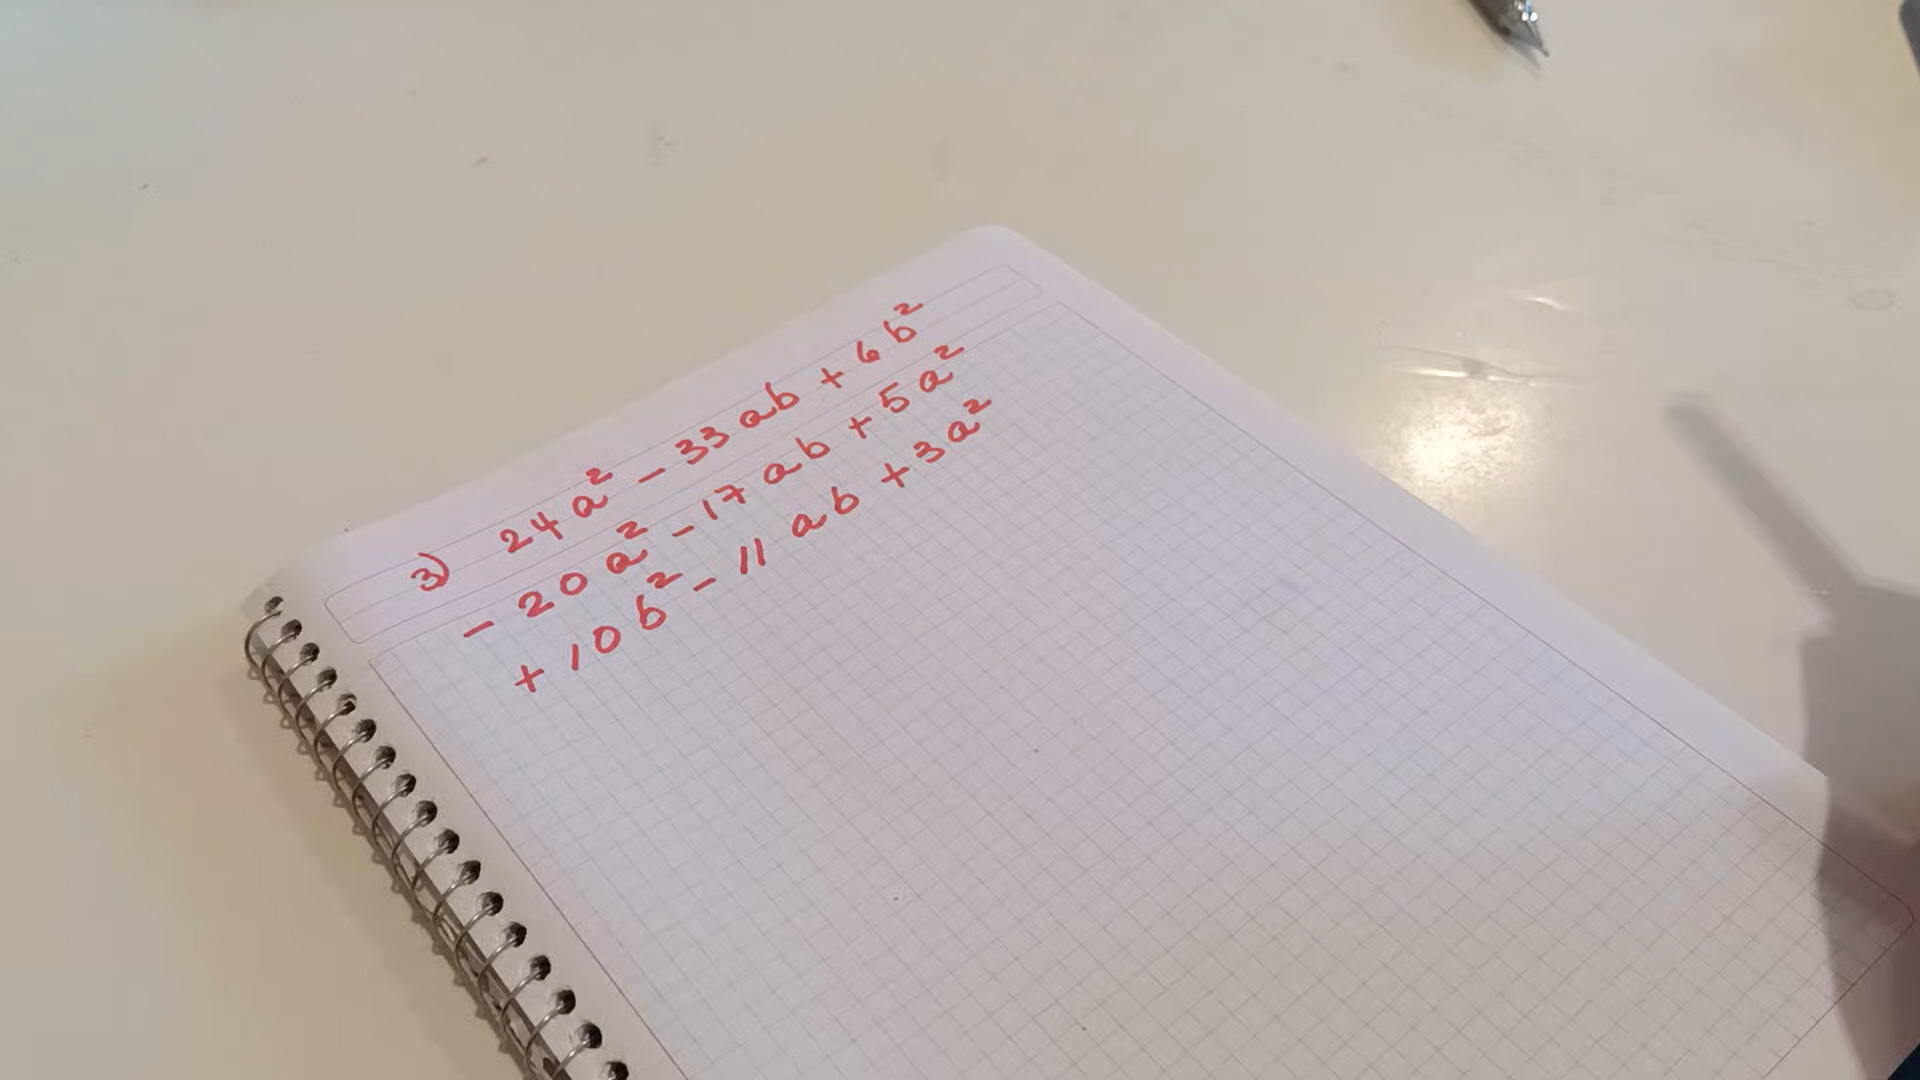 3) 24a² - 33ab + 6b²
- 20a² - 17ab + 5a²
+ 10b² - 11ab + 3a²